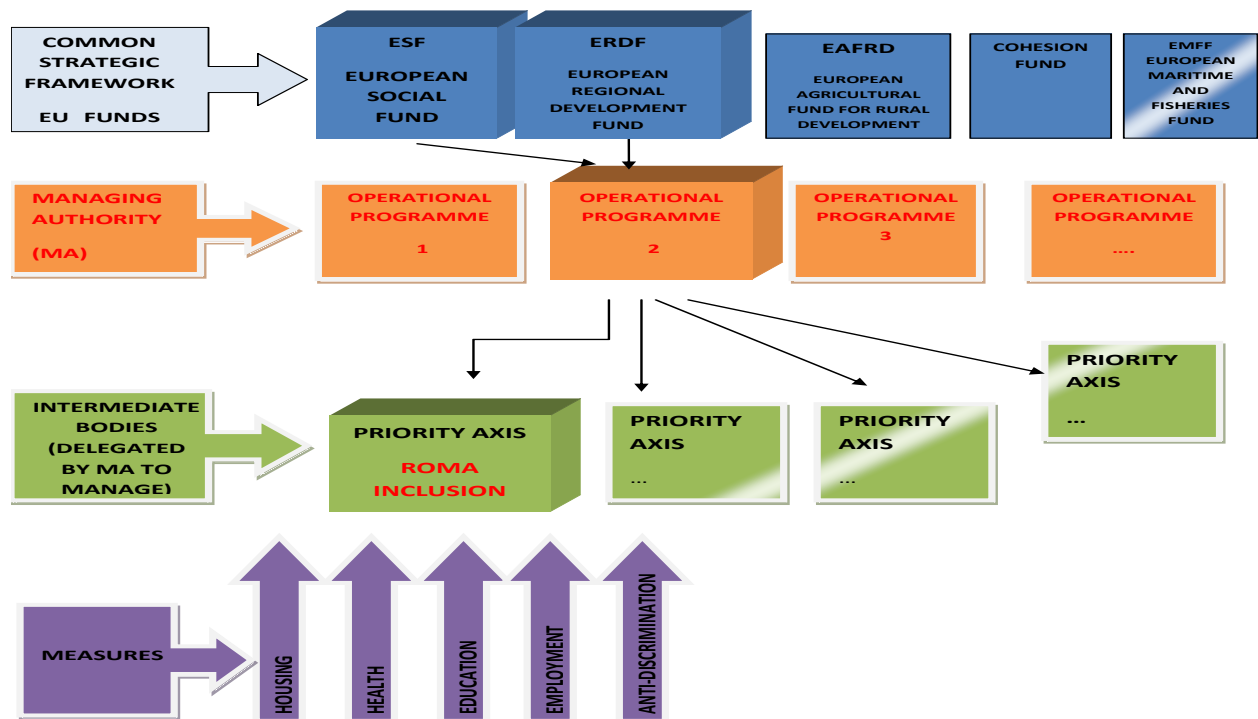 COMMON
STRATEGIC
FRAMEWORK
EU FUNDS
ESF
EUROPEAN
SOCIAL
FUND
ERDF
EUROPEAN
REGIONAL
DEVELOPMENT
FUND
EAFRD
EUROPEAN
AGRICULTURAL
FUND FOR RURAL
DEVELOPMENT
COHESION
FUND
EMFF
EUROPEAN
MARITIME
AND
FISHERIES
FUND
MANAGING
AUTHORITY
(MA)
OPERATIONAL
PROGRAMME
1
OPERATIONAL
PROGRAMME
2
OPERATIONAL
PROGRAMME
3
OPERATIONAL
PROGRAMME
....
INTERMEDIATE
BODIES
(DELEGATED
BY MA TO
MANAGE)
PRIORITY AXIS
ROMA
INCLUSION
PRIORITY
AXIS
...
PRIORITY
AXIS
...
PRIORITY
AXIS
...
MEASURES
HOUSING
HEALTH
EDUCATION
EMPLOYMENT
ANTI-DISCRIMINATION